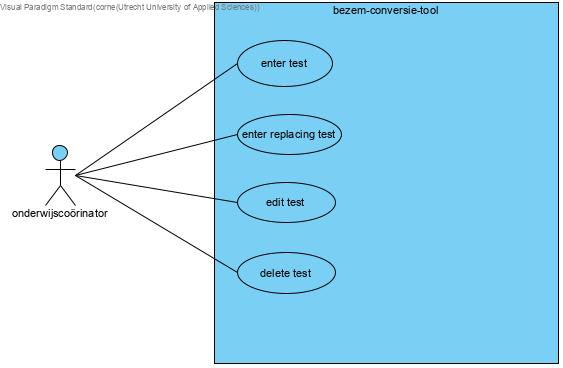 Visual Paradigm Standard(corne(Utrecht University of Applied Sciences))
bezem-conversie-tool
enter test
enter replacing test
edit test
delete test
onderwijscoörinator